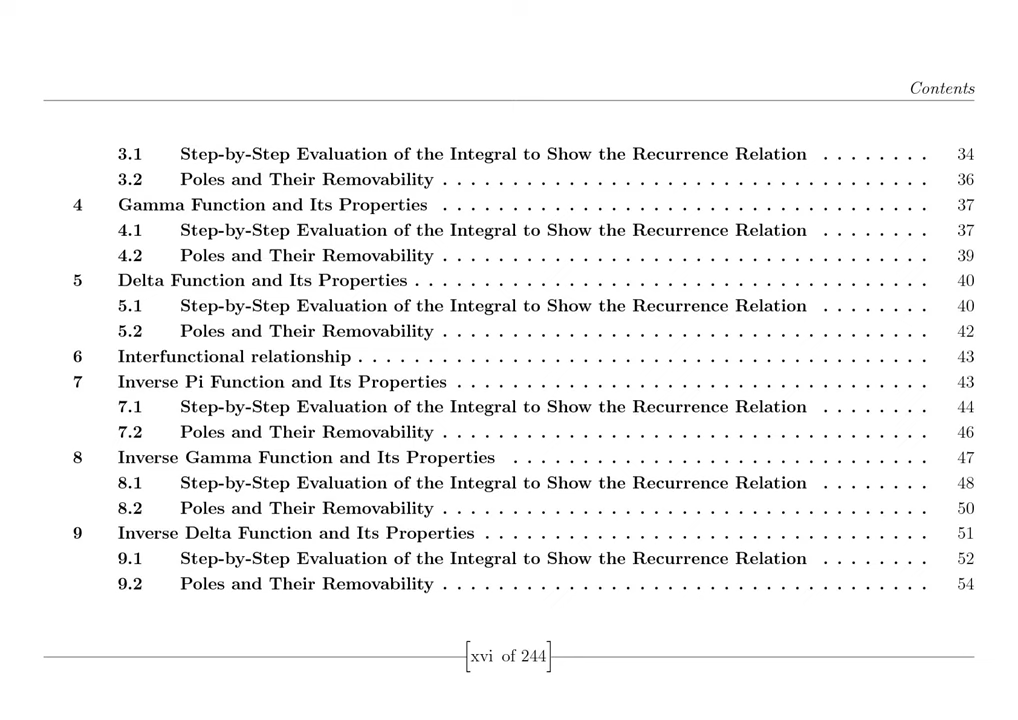 Contents
3.1 Step-by-Step Evaluation of the Integral to Show the Recurrence Relation . . . . . . . . 34
3.2 Poles and Their Removability . . . . . . . . . . . . . . . . . . . . . . . . . . . . . . . . . . . 36
4 Gamma Function and Its Properties . . . . . . . . . . . . . . . . . . . . . . . . . . . . . . . . . . . 37
4.1 Step-by-Step Evaluation of the Integral to Show the Recurrence Relation . . . . . . . . 37
4.2 Poles and Their Removability . . . . . . . . . . . . . . . . . . . . . . . . . . . . . . . . . . . 39
5 Delta Function and Its Properties . . . . . . . . . . . . . . . . . . . . . . . . . . . . . . . . . . . . . 40
5.1 Step-by-Step Evaluation of the Integral to Show the Recurrence Relation . . . . . . . . 40
5.2 Poles and Their Removability . . . . . . . . . . . . . . . . . . . . . . . . . . . . . . . . . . . 42
6 Interfunctional relationship . . . . . . . . . . . . . . . . . . . . . . . . . . . . . . . . . . . . . . . . . 43
7 Inverse Pi Function and Its Properties . . . . . . . . . . . . . . . . . . . . . . . . . . . . . . . . . . 43
7.1 Step-by-Step Evaluation of the Integral to Show the Recurrence Relation . . . . . . . . 44
7.2 Poles and Their Removability . . . . . . . . . . . . . . . . . . . . . . . . . . . . . . . . . . . 46
8 Inverse Gamma Function and Its Properties . . . . . . . . . . . . . . . . . . . . . . . . . . . . . . 47
8.1 Step-by-Step Evaluation of the Integral to Show the Recurrence Relation . . . . . . . . 48
8.2 Poles and Their Removability . . . . . . . . . . . . . . . . . . . . . . . . . . . . . . . . . . . 50
9 Inverse Delta Function and Its Properties . . . . . . . . . . . . . . . . . . . . . . . . . . . . . . . . 51
9.1 Step-by-Step Evaluation of the Integral to Show the Recurrence Relation . . . . . . . . 52
9.2 Poles and Their Removability . . . . . . . . . . . . . . . . . . . . . . . . . . . . . . . . . . . 54
[xvi of 244]